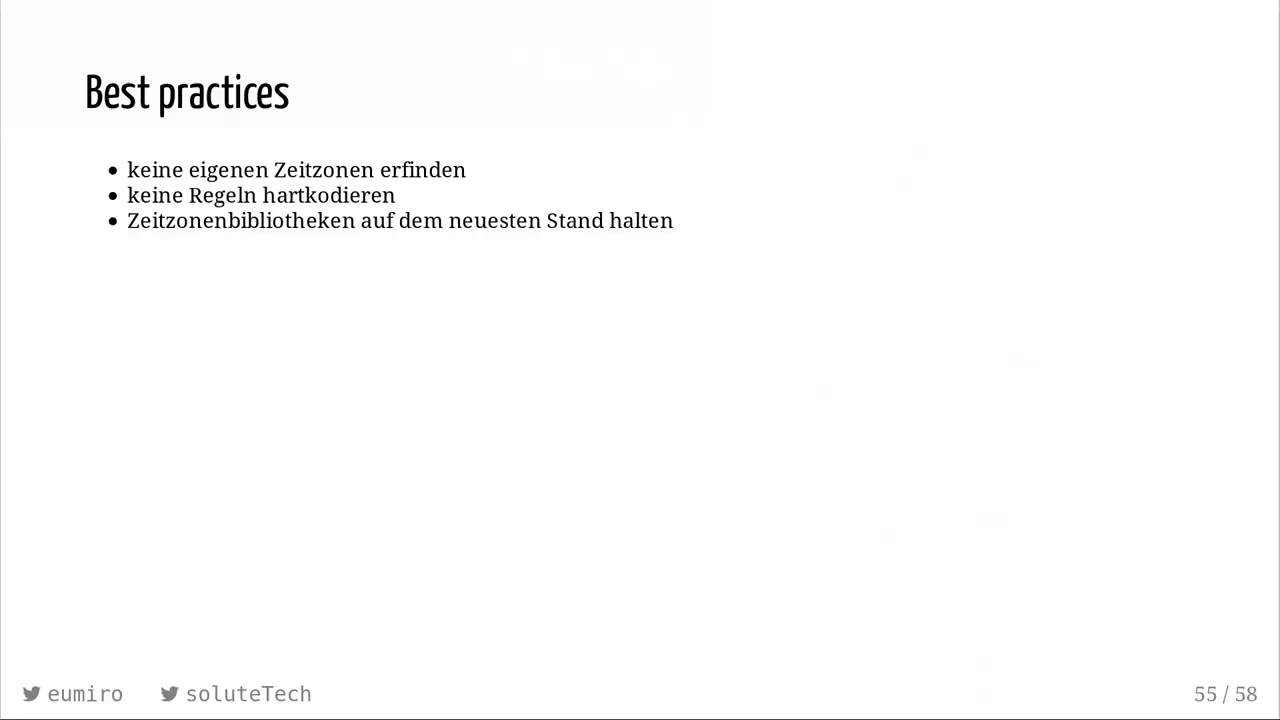 Best practices
keine eigenen Zeitzonen erfinden
keine Regeln hartkodieren
Zeitzonenbibliotheken auf dem neuesten Stand halten
eumiro soluteTech 55 / 58